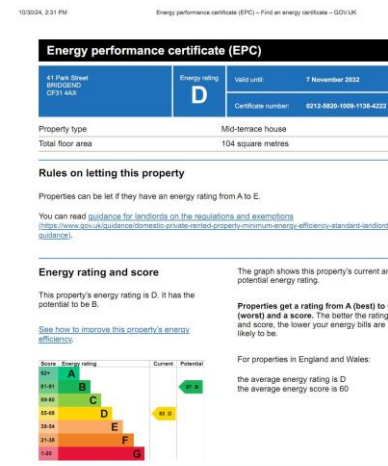 10/30/24, 2:31 PM
Energy performance certificate (EPC) – Find an energy certificate – GOV.UK
Energy performance certificate (EPC)
41 Park Street
BRIDGEND
CF31 4AX
Energy rating
D
Valid until:
7 November 2032
Certificate number:
0212-5820-1009-1138-4222
Property type
Mid-terrace house
Total floor area
104 square metres
Rules on letting this property
Properties can be let if they have an energy rating from A to E.
You can read guidance for landlords on the regulations and exemptions
(https://www.gov.uk/guidance/domestic-private-rented-property-minimum-energy-efficiency-standard-landlord
guidance).
Energy rating and score
This property's energy rating is D. It has the
potential to be B.
See how to improve this property's energy
efficiency.
Score Energy rating Current Potential
92+ A
81-91 B 87 B
69-80 C
55-68 D 63 D
39-54 E
21-38 F
1-20 G
The graph shows this property's current an
potential energy rating.
Properties get a rating from A (best) to
(worst) and a score. The better the rating
and score, the lower your energy bills are
likely to be.
For properties in England and Wales:
the average energy rating is D
the average energy score is 60